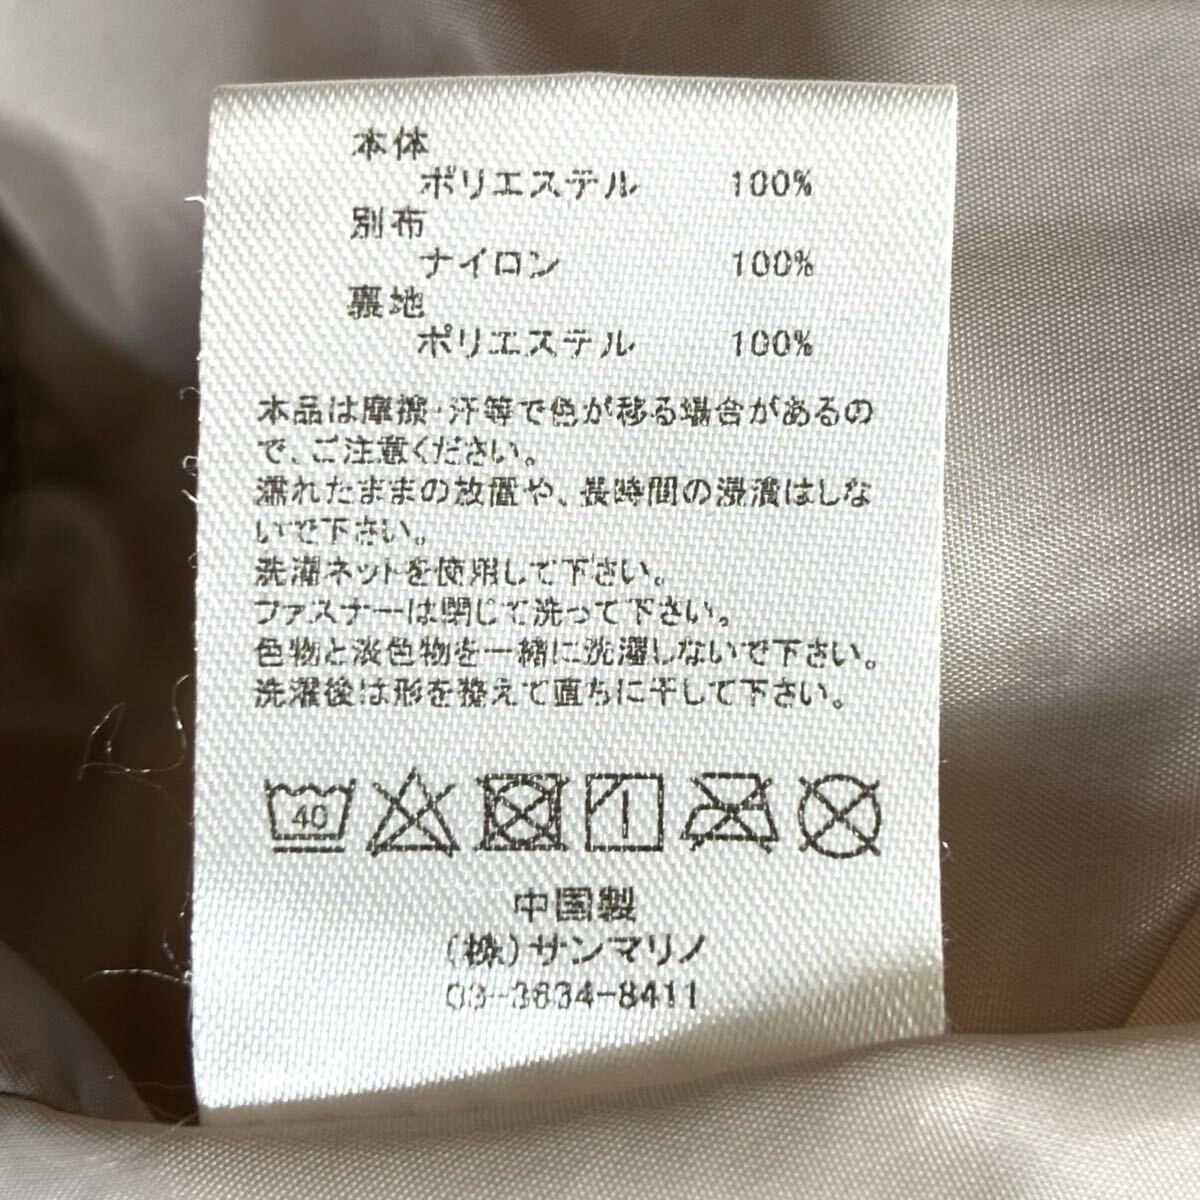 本体
ポリエステル 100%
別布
ナイロン 100%
裏地
ポリエステル 100%
本品は摩擦・汗等で色が移る場合があるの
で、ご注意ください。
濡れたままの放置や、長時間の浸漬はしな
いで下さい。
洗濯ネットを使用して下さい。
ファスナーは閉じて洗って下さい。
色物と淡色物を一緒に洗濯しないで下さい。
洗濯後は形を整えて直ちに干して下さい。
40
中国製
(株)サンマリノ
03-3634-8411